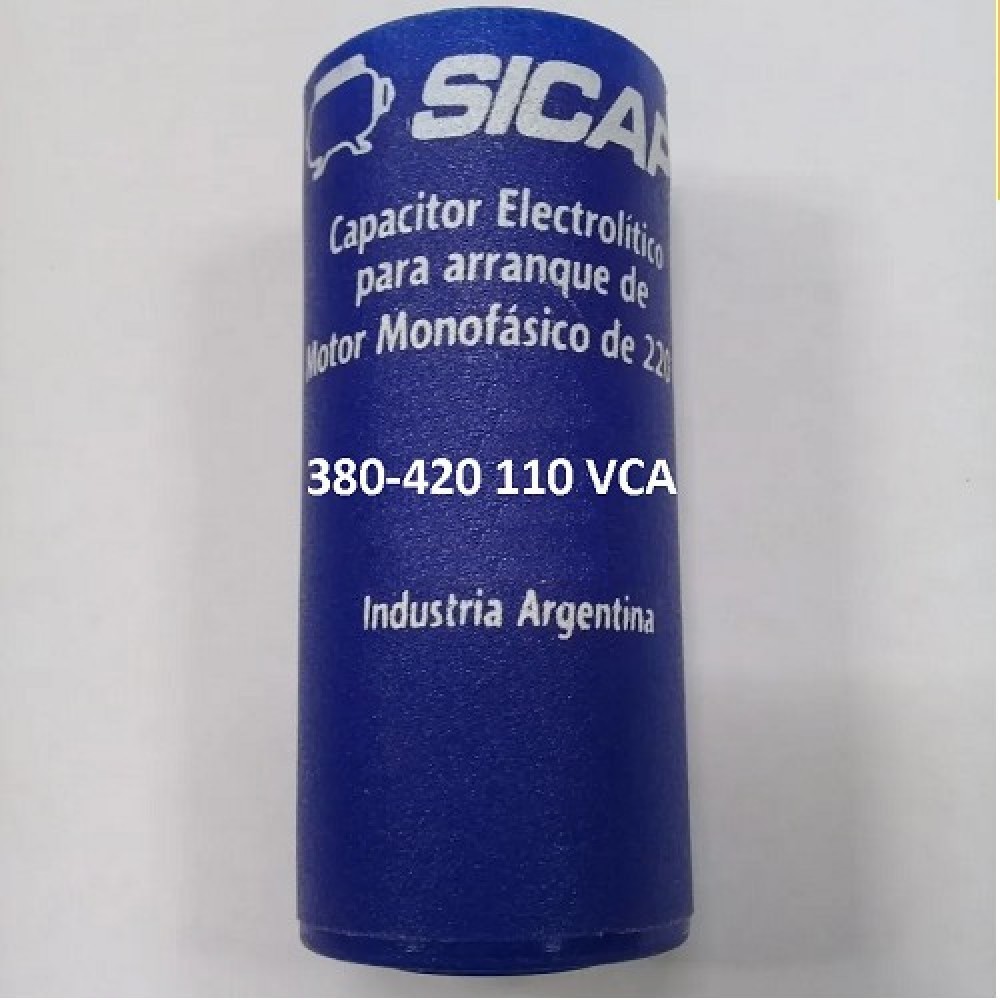 SICAP
Capacitor Electrolítico
para arranque de
Motor Monofásico de 220
380-420 110 VCA
Industria Argentina